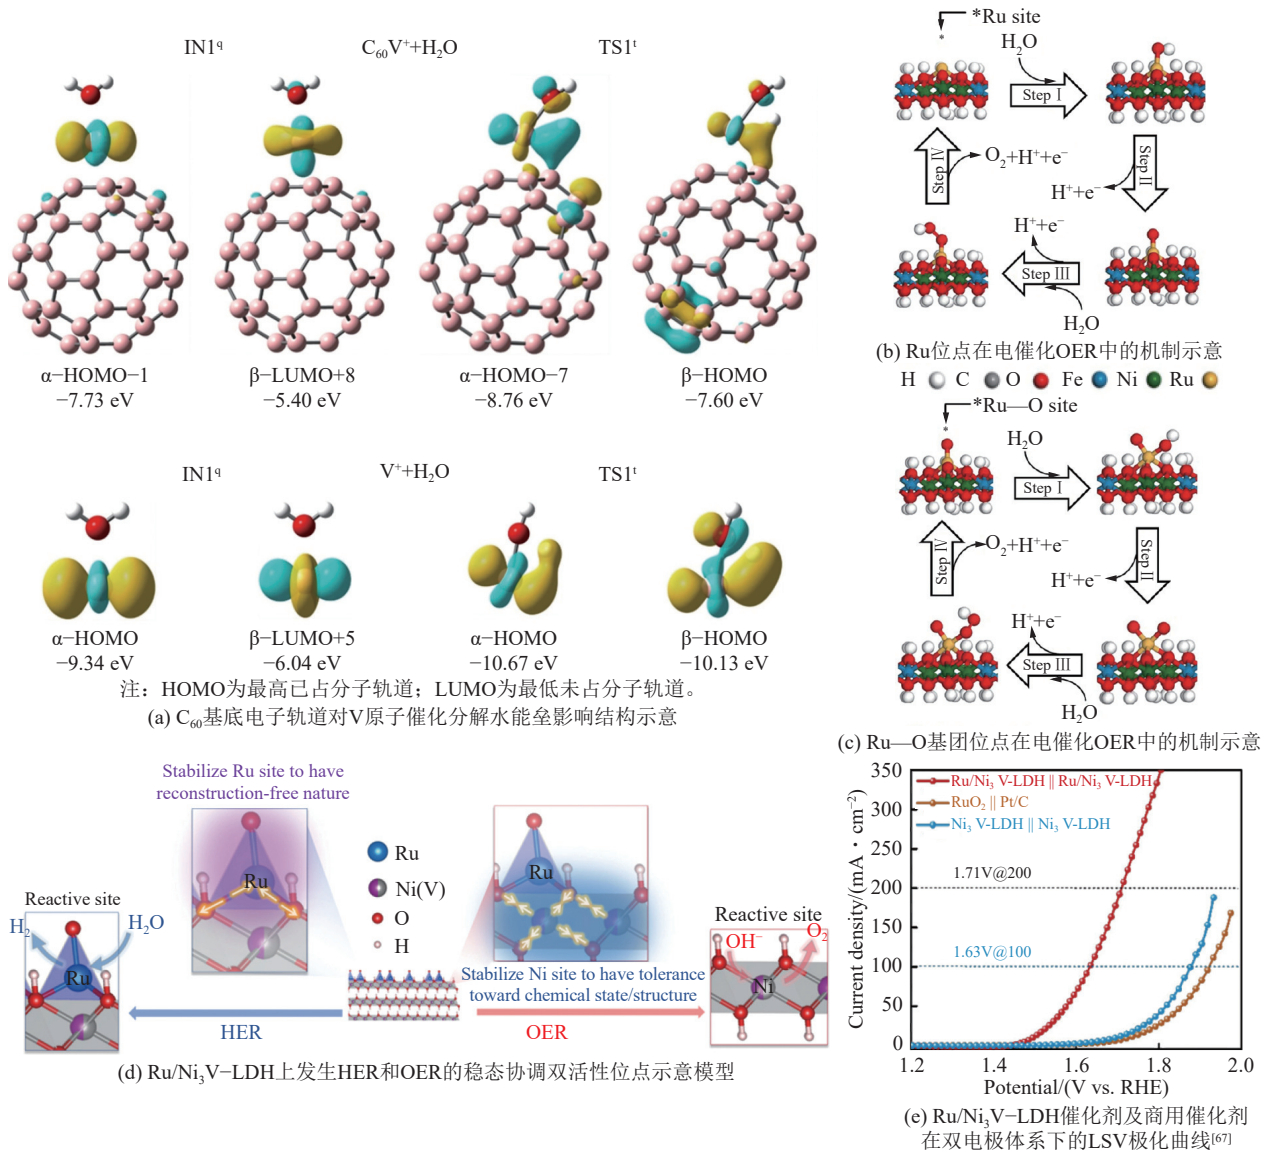 IN1q
C60V++H2O
TS1t
α−HOMO−1
β−LUMO+8
α−HOMO−7
β−HOMO
−7.73 eV
−5.40 eV
−8.76 eV
−7.60 eV
IN1q
V++H2O
TS1t
α−HOMO
β−LUMO+5
α−HOMO
β−HOMO
−9.34 eV
−6.04 eV
−10.67 eV
−10.13 eV
注：HOMO为最高已占分子轨道；LUMO为最低未占分子轨道。
(a) C60基底电子轨道对V原子催化分解水能垒影响结构示意
*Ru site
*
H2O
Step Ⅰ
Step Ⅱ
H++e−
Step Ⅲ
H++e−
H2O
Step Ⅳ
O2+H++e−
(b) Ru位点在电催化OER中的机制示意
H C O Fe Ni Ru
*Ru—O site
*
H2O
Step Ⅰ
Step Ⅱ
H++e−
Step Ⅲ
H++e−
H2O
Step Ⅳ
O2+H++e−
(c) Ru—O基团位点在电催化OER中的机制示意
Stabilize Ru site to have
reconstruction-free nature
Ru
Reactive site
H2
H2O
Ru
HER
Ru
Ni(V)
O
H
Ru
Stabilize Ni site to have tolerance
toward chemical state/structure
OER
Reactive site
OH−
O2
Ni
(d) Ru/Ni3V−LDH上发生HER和OER的稳态协调双活性位点示意模型
Current density/(mA・cm−2)
350
300
250
200
150
100
50
0
Ru/Ni3 V-LDH || Ru/Ni3 V-LDH
RuO2 || Pt/C
Ni3 V-LDH || Ni3 V-LDH
1.71V@200
1.63V@100
1.2 1.4 1.6 1.8 2.0
Potential/(V vs. RHE)
(e) Ru/Ni3V−LDH催化剂及商用催化剂
在双电极体系下的LSV极化曲线[67]